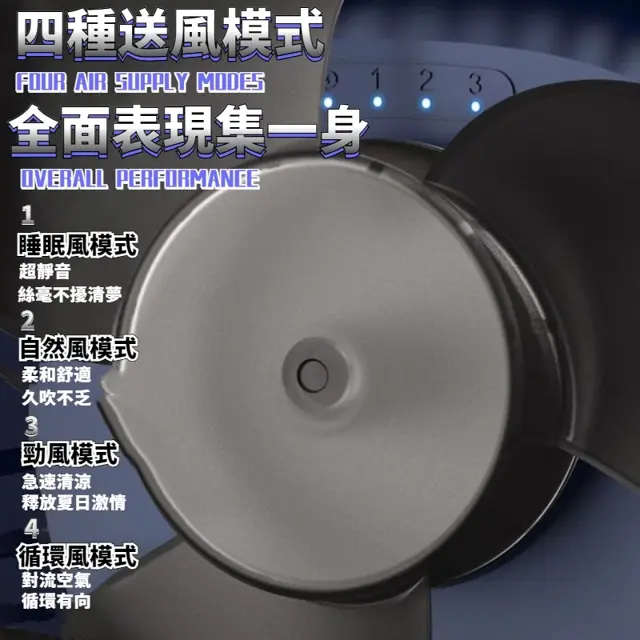 四種送風模式
FOUR AIR SUPPLY MODES
1 2 3
全面表現集一身
OVERALL PERFORMANCE
1
睡眠風模式
超靜音
絲毫不擾清夢
2
自然風模式
柔和舒適
久吹不乏
3
勁風模式
急速清涼
釋放夏日激情
4
循環風模式
對流空氣
循環有向